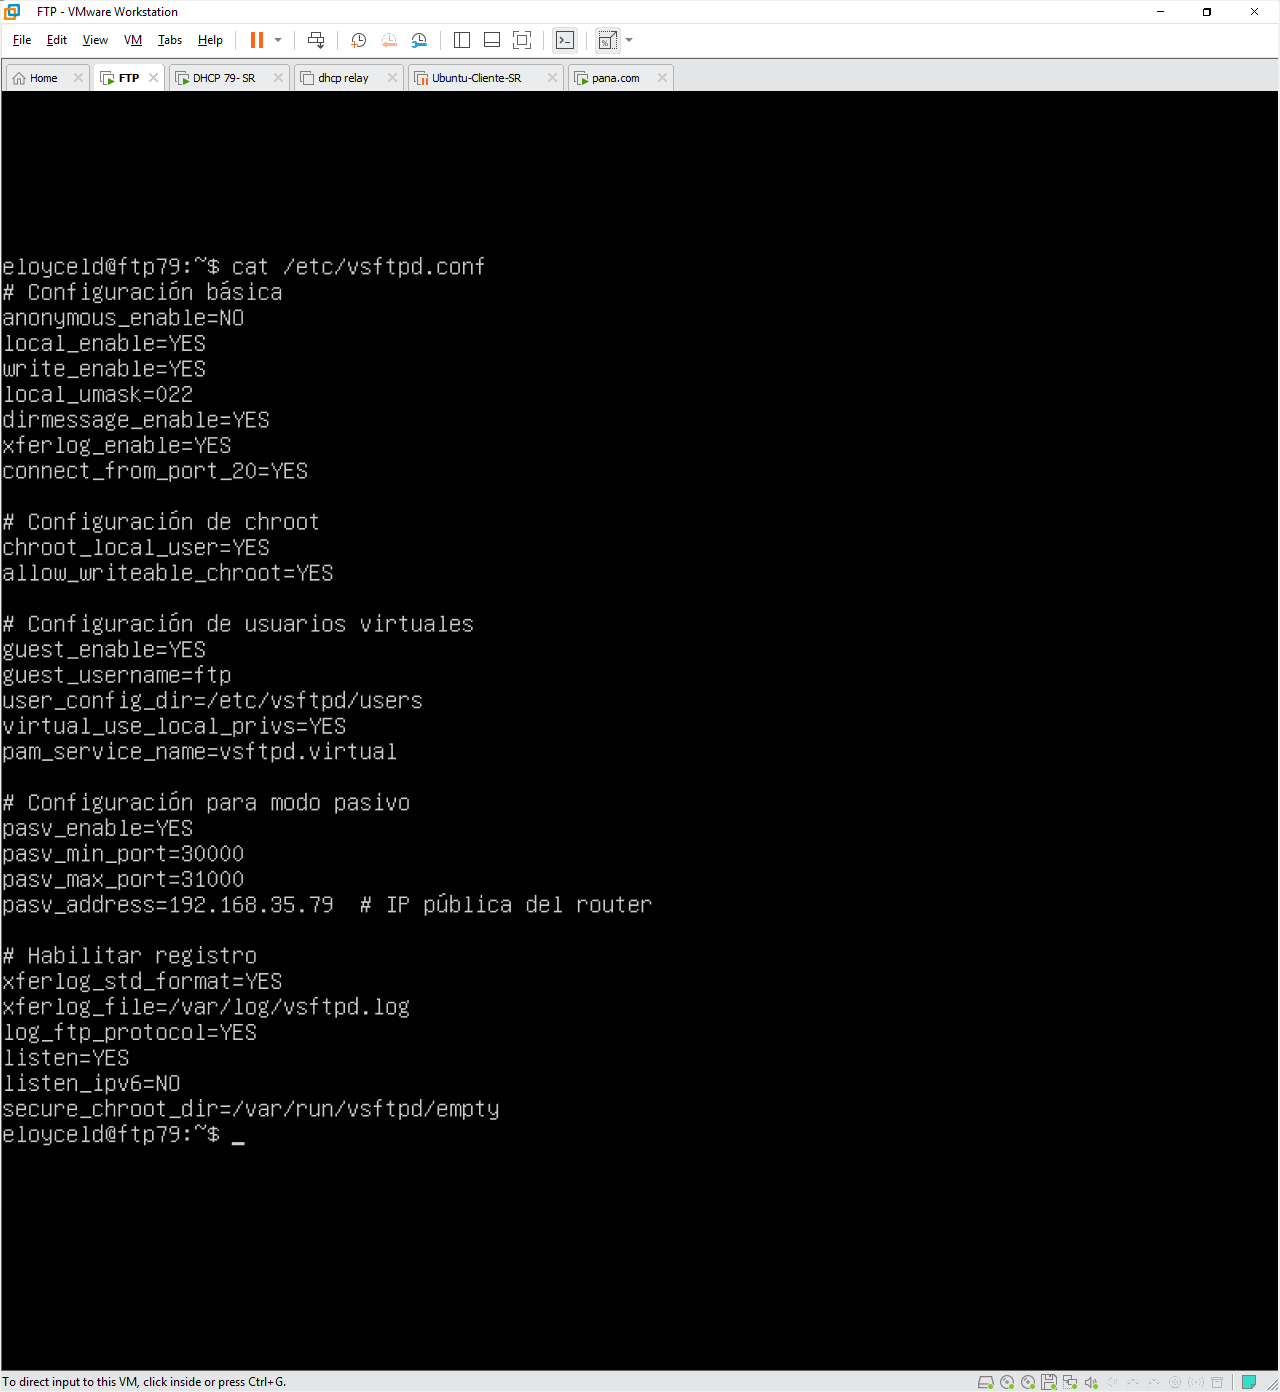 FTP - VMware Workstation
File Edit View VM Tabs Help
Home FTP DHCP 79- SR dhcp relay Ubuntu-Cliente-SR pana.com
eloyceld@ftp79:~$ cat /etc/vsftpd.conf
# Configuración básica
anonymous_enable=NO
local_enable=YES
write_enable=YES
local_umask=022
dirmessage_enable=YES
xferlog_enable=YES
connect_from_port_20=YES
# Configuración de chroot
chroot_local_user=YES
allow_writeable_chroot=YES
# Configuración de usuarios virtuales
guest_enable=YES
guest_username=ftp
user_config_dir=/etc/vsftpd/users
virtual_use_local_privs=YES
pam_service_name=vsftpd.virtual
# Configuración para modo pasivo
pasv_enable=YES
pasv_min_port=30000
pasv_max_port=31000
pasv_address=192.168.35.79  # IP pública del router
# Habilitar registro
xferlog_std_format=YES
xferlog_file=/var/log/vsftpd.log
log_ftp_protocol=YES
listen=YES
listen_ipv6=NO
secure_chroot_dir=/var/run/vsftpd/empty
eloyceld@ftp79:~$ _
To direct input to this VM, click inside or press Ctrl+G.